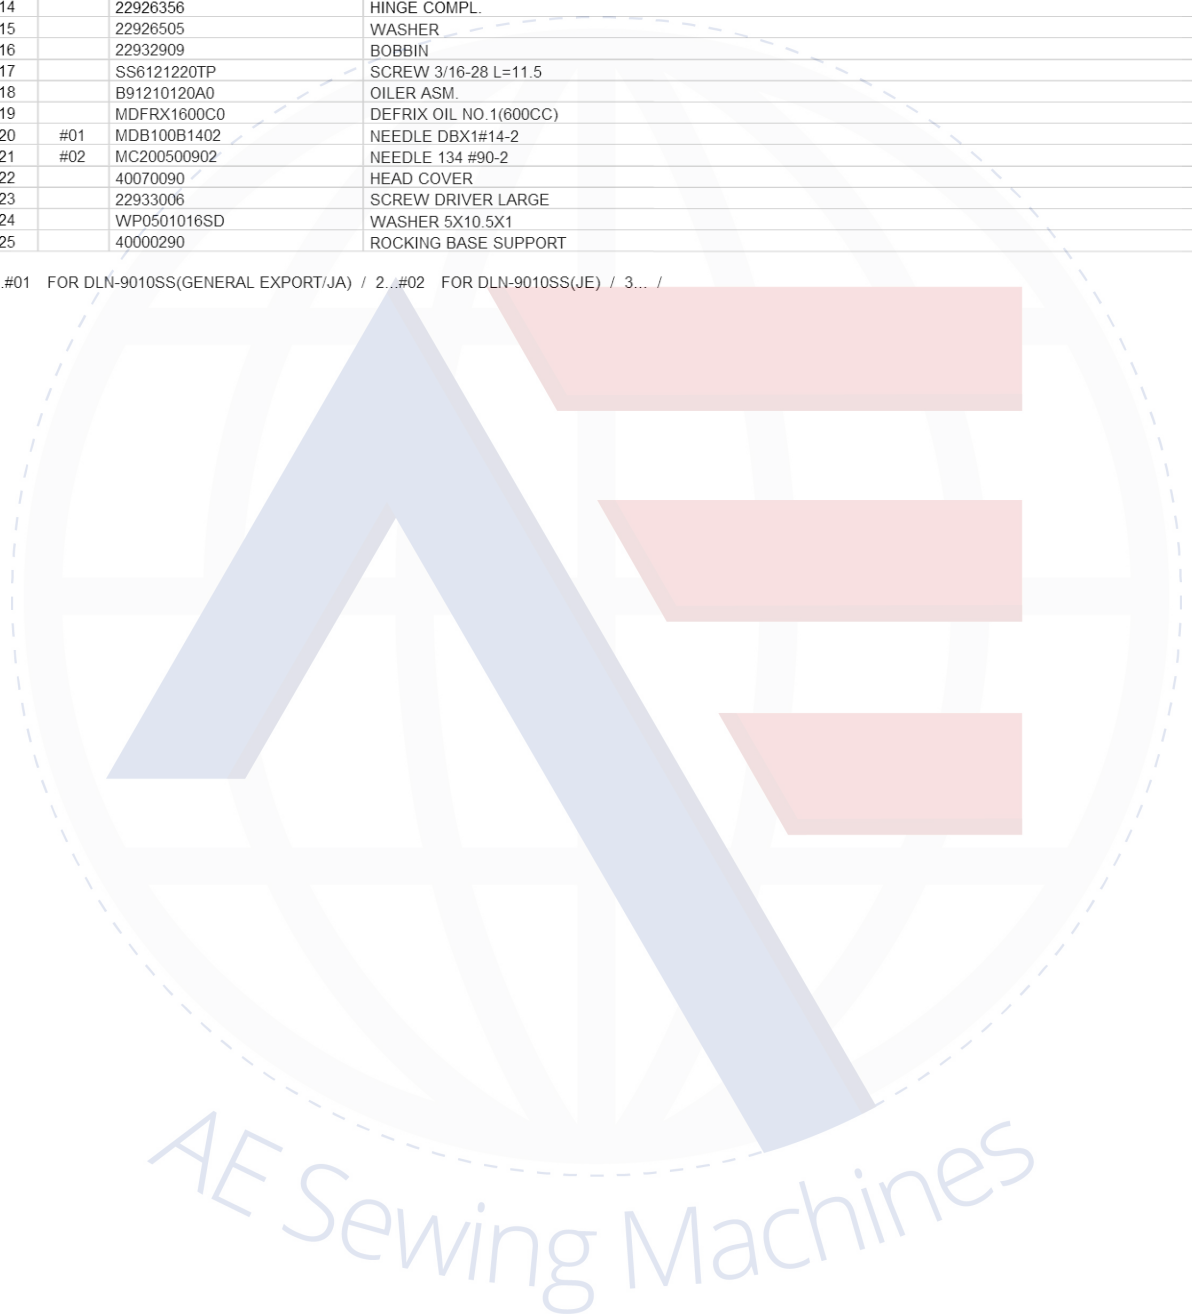 14 22926356 HINGE COMPL.
15 22926505 WASHER
16 22932909 BOBBIN
17 SS6121220TP SCREW 3/16-28 L=11.5
18 B91210120A0 OILER ASM.
19 MDFRX1600C0 DEFRIX OIL NO.1(600CC)
20 #01 MDB100B1402 NEEDLE DBX1#14-2
21 #02 MC200500902 NEEDLE 134 #90-2
22 40070090 HEAD COVER
23 22933006 SCREW DRIVER LARGE
24 WP0501016SD WASHER 5X10.5X1
25 40000290 ROCKING BASE SUPPORT
.#01 FOR DLN-9010SS(GENERAL EXPORT/JA) / 2...#02 FOR DLN-9010SS(JE) / 3... /
AE Sewing Machines